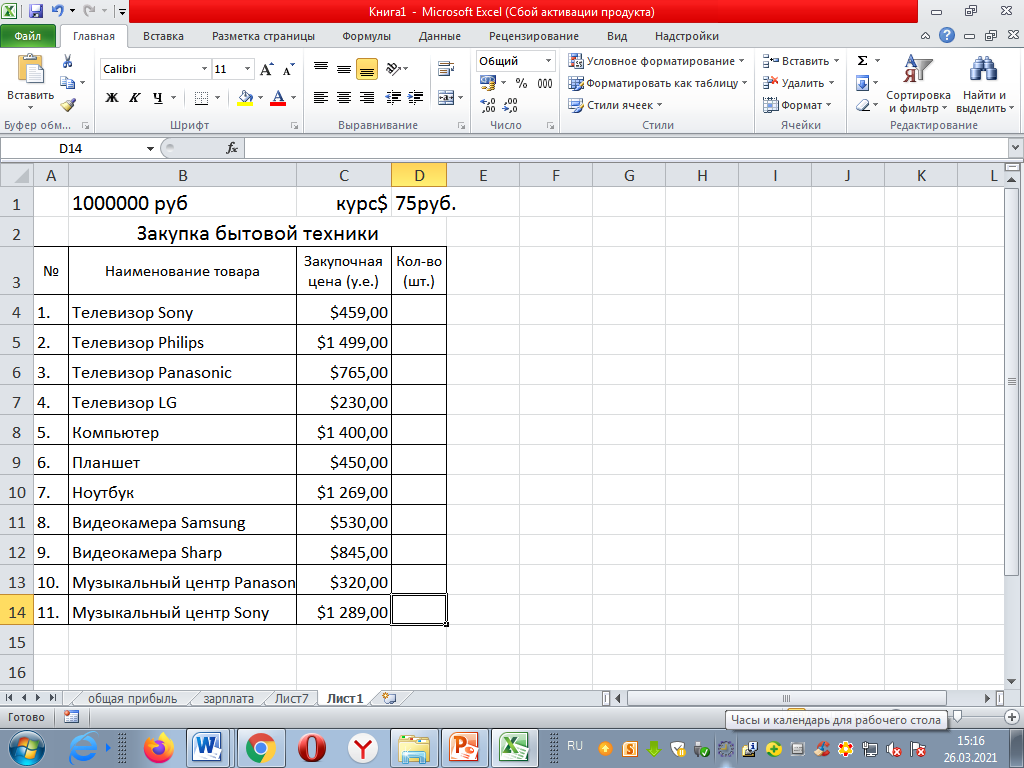 Книга1 - Microsoft Excel (Сбой активации продукта)
Файл Главная Вставка Разметка страницы Формулы Данные Рецензирование Вид Надстройки
Вставить
Calibri 11
Ж К Ч
Общий
% 000
Условное форматирование
Форматировать как таблицу
Стили ячеек
Вставить
Удалить
Формат
Σ
Сортировка
и фильтр
Найти и
выделить
Буфер обм... Шрифт Выравнивание Число Стили Ячейки Редактирование
D14 fx
A B C D E F G H I J K L
1 1000000 руб курс$ 75руб.
2 Закупка бытовой техники
3 № Наименование товара Закупочная цена (у.е.) Кол-во (шт.)
4 1. Телевизор Sony $459,00
5 2. Телевизор Philips $1 499,00
6 3. Телевизор Panasonic $765,00
7 4. Телевизор LG $230,00
8 5. Компьютер $1 400,00
9 6. Планшет $450,00
10 7. Ноутбук $1 269,00
11 8. Видеокамера Samsung $530,00
12 9. Видеокамера Sharp $845,00
13 10. Музыкальный центр Panason $320,00
14 11. Музыкальный центр Sony $1 289,00
15
16
общая прибыль зарплата Лист7 Лист1
Готово
Часы и календарь для рабочего стола
RU
15:16
26.03.2021